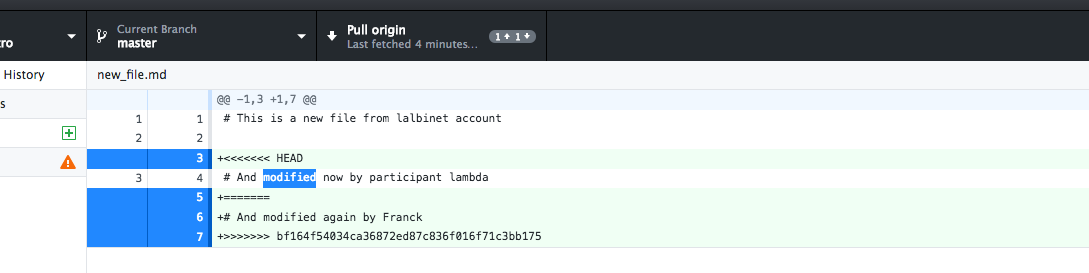 Current Branch
Pull origin
ro
master
Last fetched 4 minutes...
1 1
History
new_file.md
s
@@ -1,3 +1,7 @@
1 1 # This is a new file from lalbinet account
2 2
3 +<<<<<<< HEAD
3 4 # And modified now by participant lambda
5 +=======
6 +# And modified again by Franck
7 +>>>>>>> bf164f54034ca36872ed87c836f016f71c3bb175